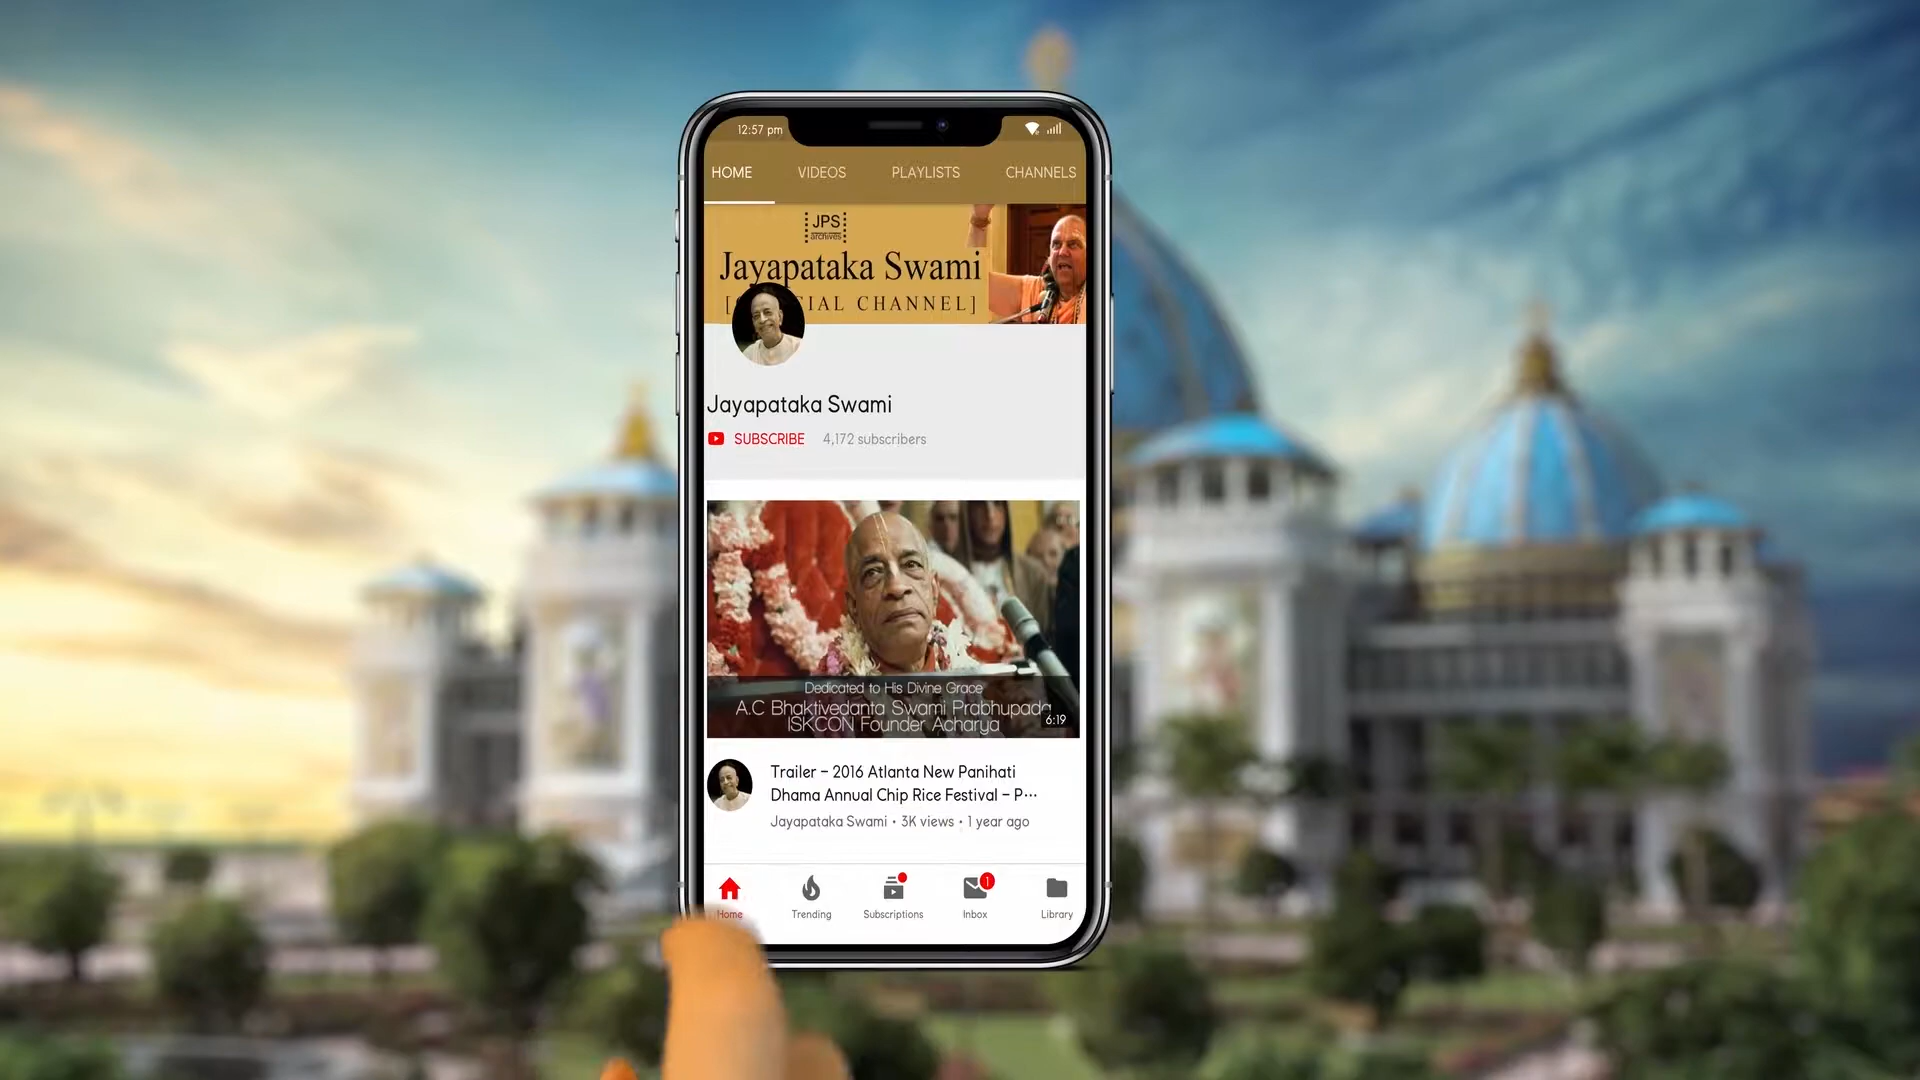 12:57 pm
HOME VIDEOS PLAYLISTS CHANNELS
JPS
archives
Jayapataka Swami
CIAL CHANNEL]
Jayapataka Swami
SUBSCRIBE 4,172 subscribers
Dedicated to His Divine Grace
A.C Bhaktivedanta Swami Prabhupada
ISKCON Founder Acharya
6:19
Trailer – 2016 Atlanta New Panihati
Dhama Annual Chip Rice Festival – P...
Jayapataka Swami • 3K views • 1 year ago
1
Home Trending Subscriptions Inbox Library